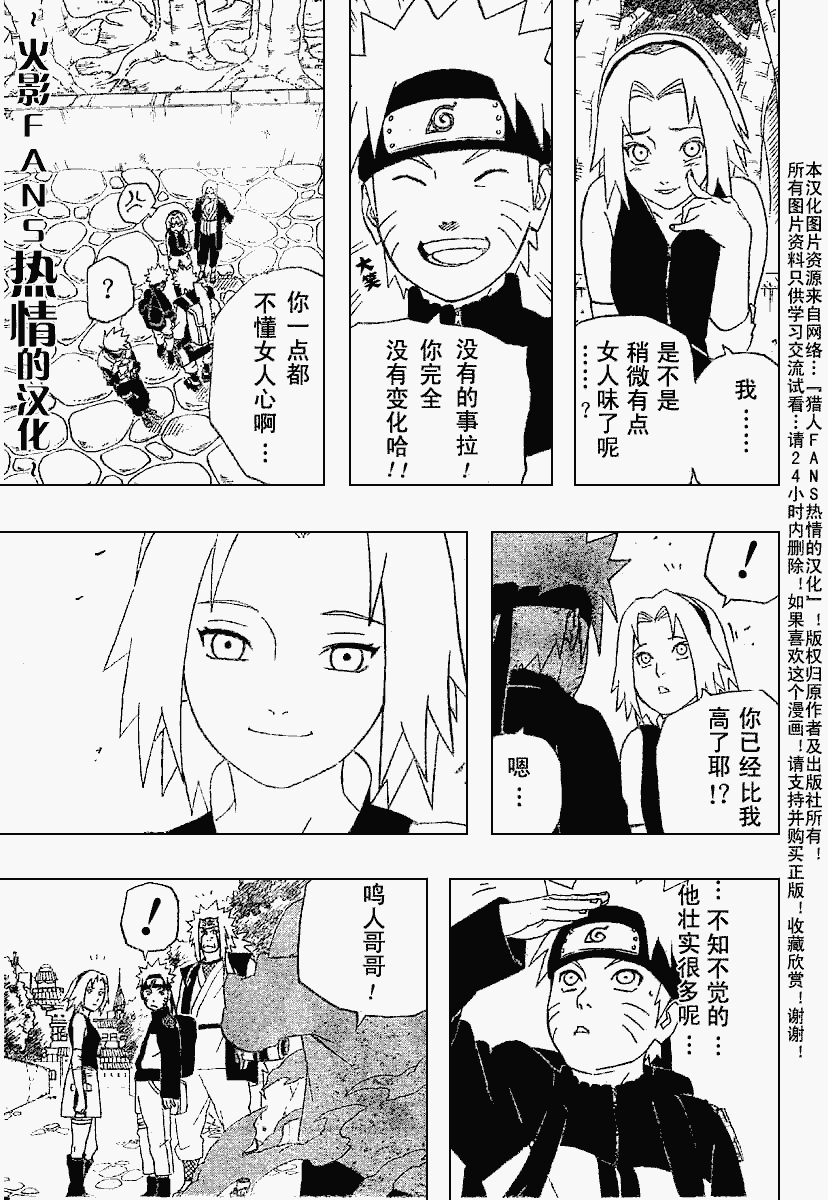 本汉化图片资源来自网络…『猎人FANS热情的汉化』！版权归原作者及出版社所有！
所有图片资料只供学习交流试看…请24小时内删除！如果喜欢这个漫画！请支持并购买正版！收藏欣赏！谢谢！
我……
是不是
稍微有点
女人味了呢
……？
大笑
没有的事拉！
你完全
没有变化哈！！
～火影FANS热情的汉化～
？
你一点都
不懂女人心啊…
！
你已经比我
高了耶！？
嗯…
…不知不觉的…
他壮实很多呢…
鸣人哥哥！
！